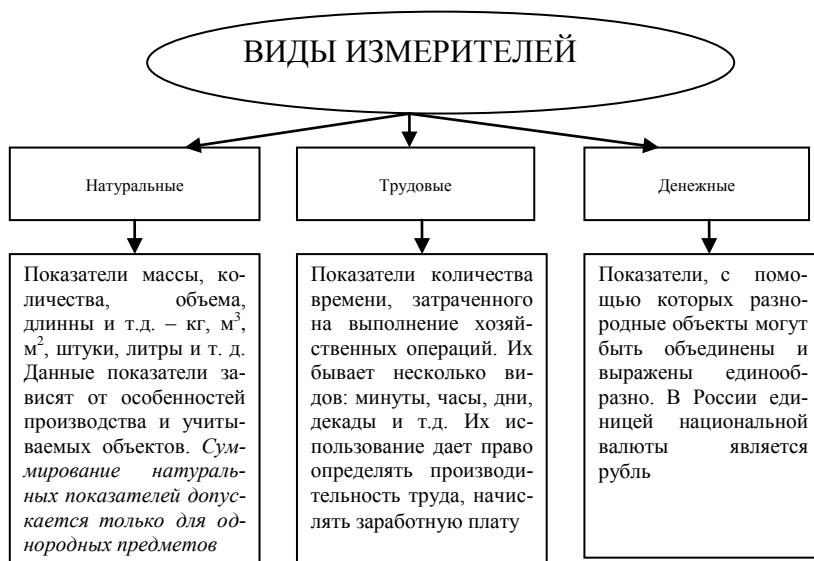 ВИДЫ ИЗМЕРИТЕЛЕЙ
Натуральные
Трудовые
Денежные
Показатели массы, ко-
личества, объема,
длинны и т.д. – кг, м³,
м², штуки, литры и т. д.
Данные показатели за-
висят от особенностей
производства и учиты-
ваемых объектов. Сум-
мирование натураль-
ных показателей допус-
кается только для од-
нородных предметов
Показатели количества
времени, затраченного
на выполнение хозяй-
ственных операций. Их
бывает несколько ви-
дов: минуты, часы, дни,
декады и т.д. Их ис-
пользование дает право
определять производи-
тельность труда, начис-
лять заработную плату
Показатели, с помо-
щью которых разно-
родные объекты могут
быть объединены и
выражены единооб-
разно. В России еди-
ницей национальной
валюты является
рубль